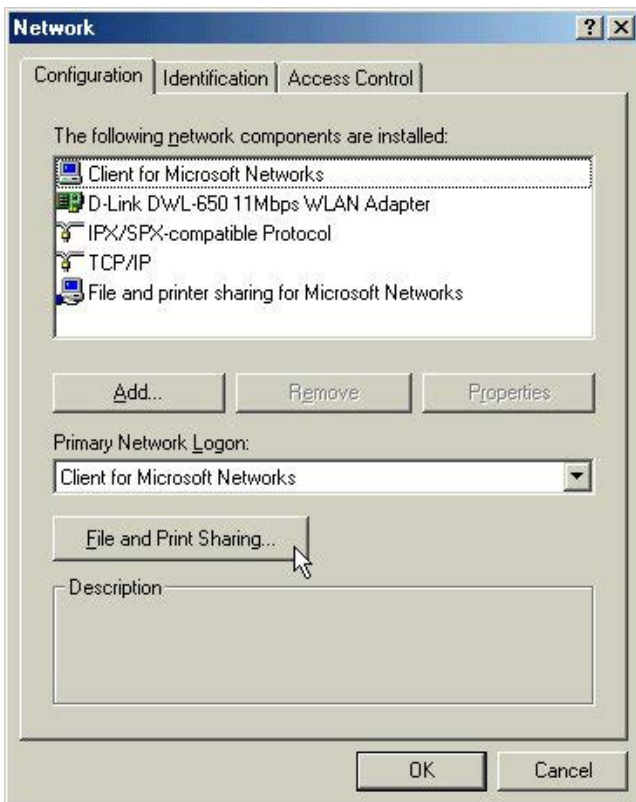 Network
Configuration Identification Access Control
The following network components are installed:
Client for Microsoft Networks
D-Link DWL-650 11Mbps WLAN Adapter
IPX/SPX-compatible Protocol
TCP/IP
File and printer sharing for Microsoft Networks
Add... Remove Properties
Primary Network Logon:
Client for Microsoft Networks
File and Print Sharing...
Description
OK Cancel